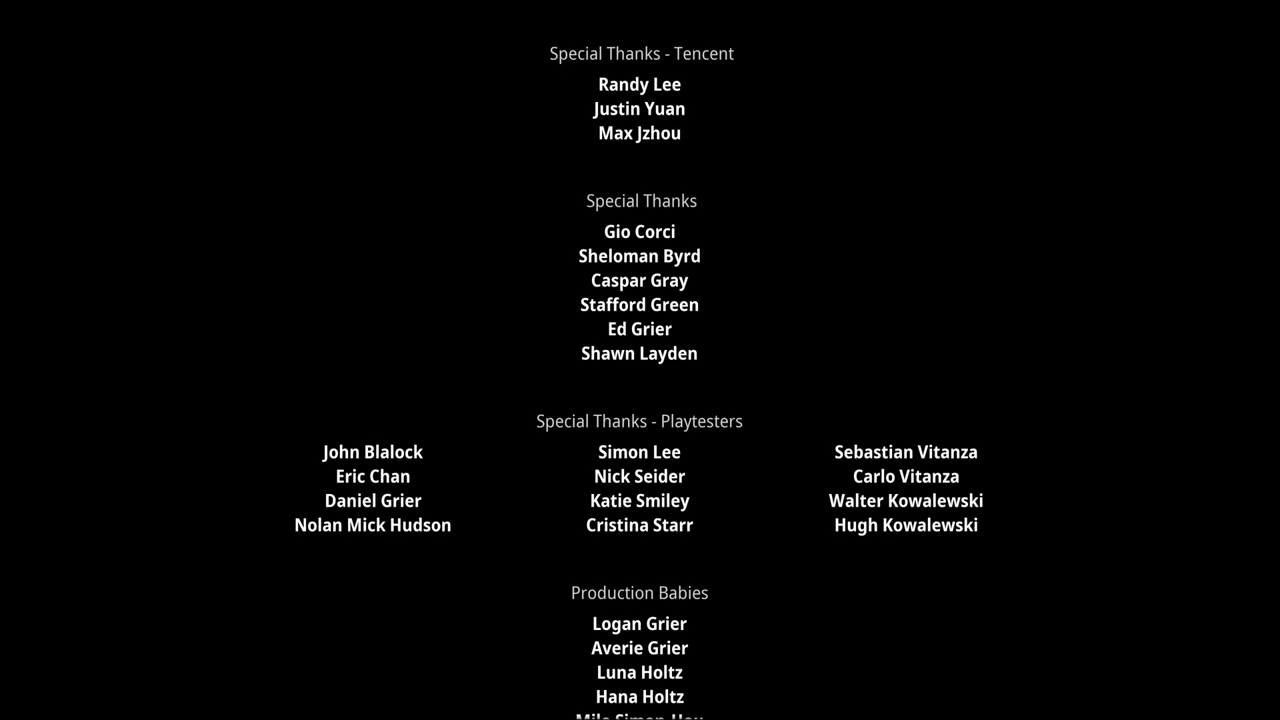 Special Thanks - Tencent
Randy Lee
Justin Yuan
Max Jzhou
Special Thanks
Gio Corci
Sheloman Byrd
Caspar Gray
Stafford Green
Ed Grier
Shawn Layden
Special Thanks - Playtesters
John Blalock Simon Lee Sebastian Vitanza
Eric Chan Nick Seider Carlo Vitanza
Daniel Grier Katie Smiley Walter Kowalewski
Nolan Mick Hudson Cristina Starr Hugh Kowalewski
Production Babies
Logan Grier
Averie Grier
Luna Holtz
Hana Holtz